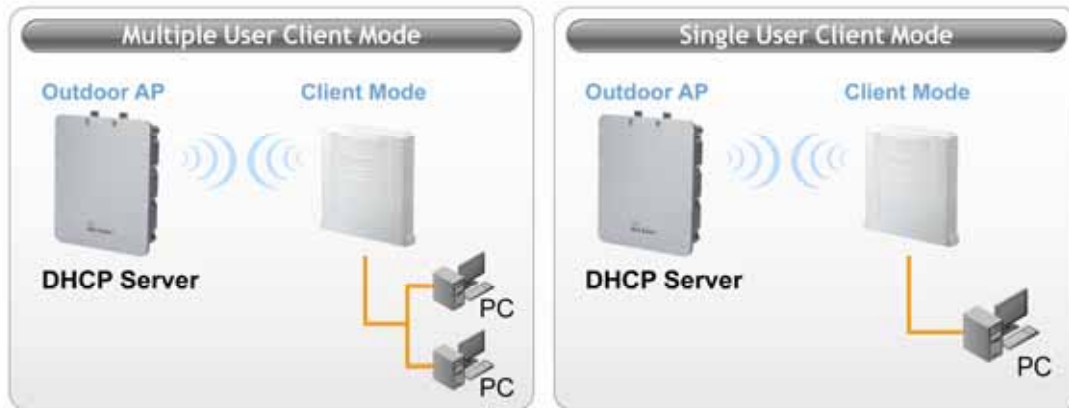 Multiple User Client Mode
Outdoor AP
Client Mode
DHCP Server
PC
PC
Single User Client Mode
Outdoor AP
Client Mode
DHCP Server
PC